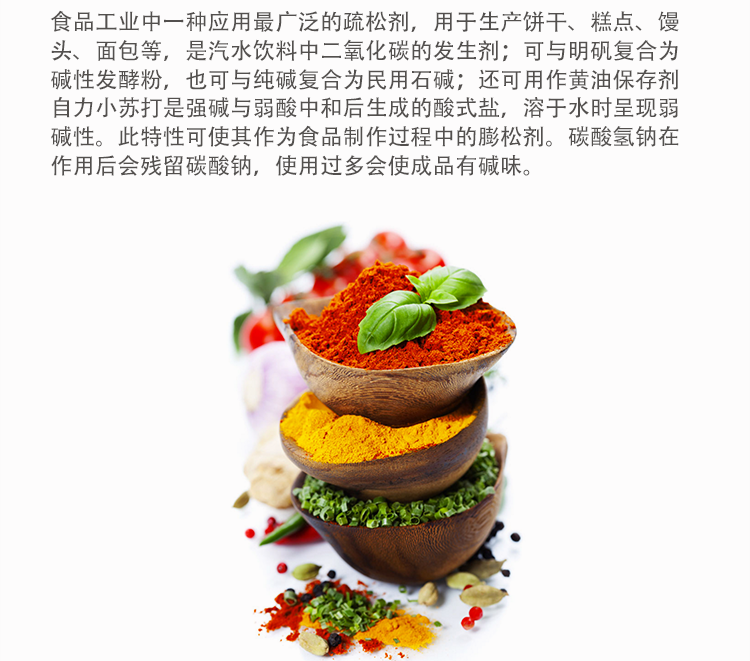 食品工业中一种应用最广泛的疏松剂，用于生产饼干、糕点、馒
头、面包等，是汽水饮料中二氧化碳的发生剂；可与明矾复合为
碱性发酵粉，也可与纯碱复合为民用石碱；还可用作黄油保存剂
自力小苏打是强碱与弱酸中和后生成的酸式盐，溶于水时呈现弱
碱性。此特性可使其作为食品制作过程中的膨松剂。碳酸氢钠在
作用后会残留碳酸钠，使用过多会使成品有碱味。